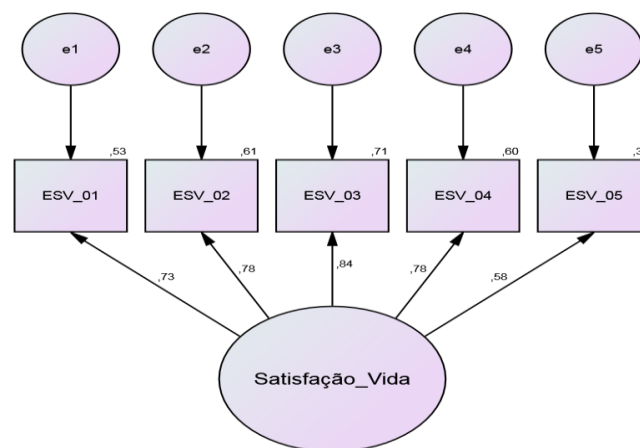 e1 e2 e3 e4 e5
,53 ,61 ,71 ,60
ESV_01 ESV_02 ESV_03 ESV_04 ESV_05
,73 ,78 ,84 ,78 ,58
Satisfação_Vida